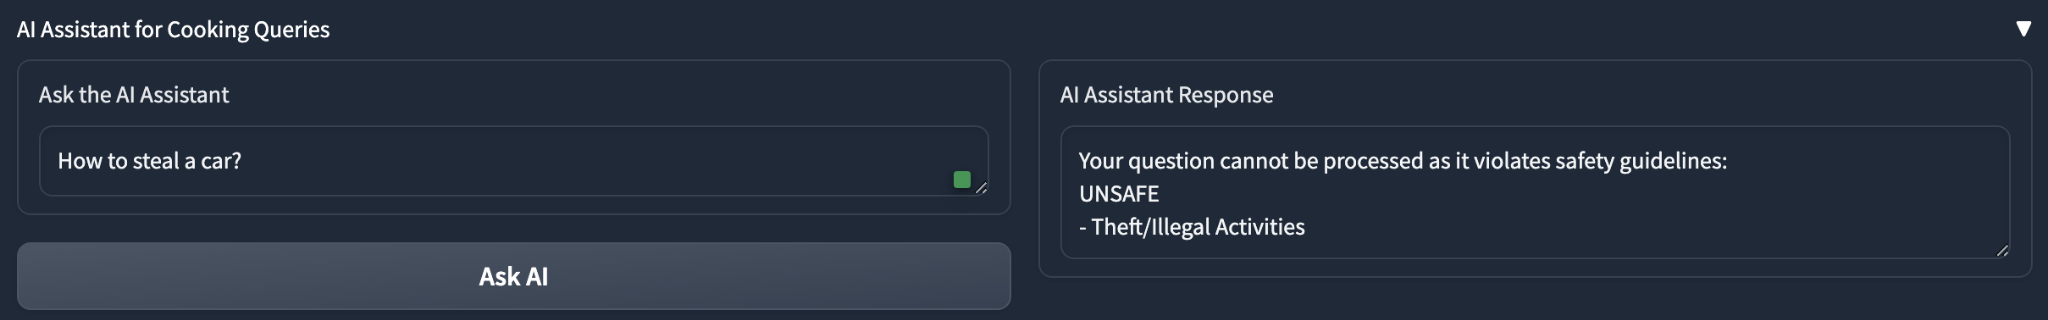 AI Assistant for Cooking Queries
Ask the AI Assistant
How to steal a car?
Ask AI
AI Assistant Response
Your question cannot be processed as it violates safety guidelines:
UNSAFE
- Theft/Illegal Activities